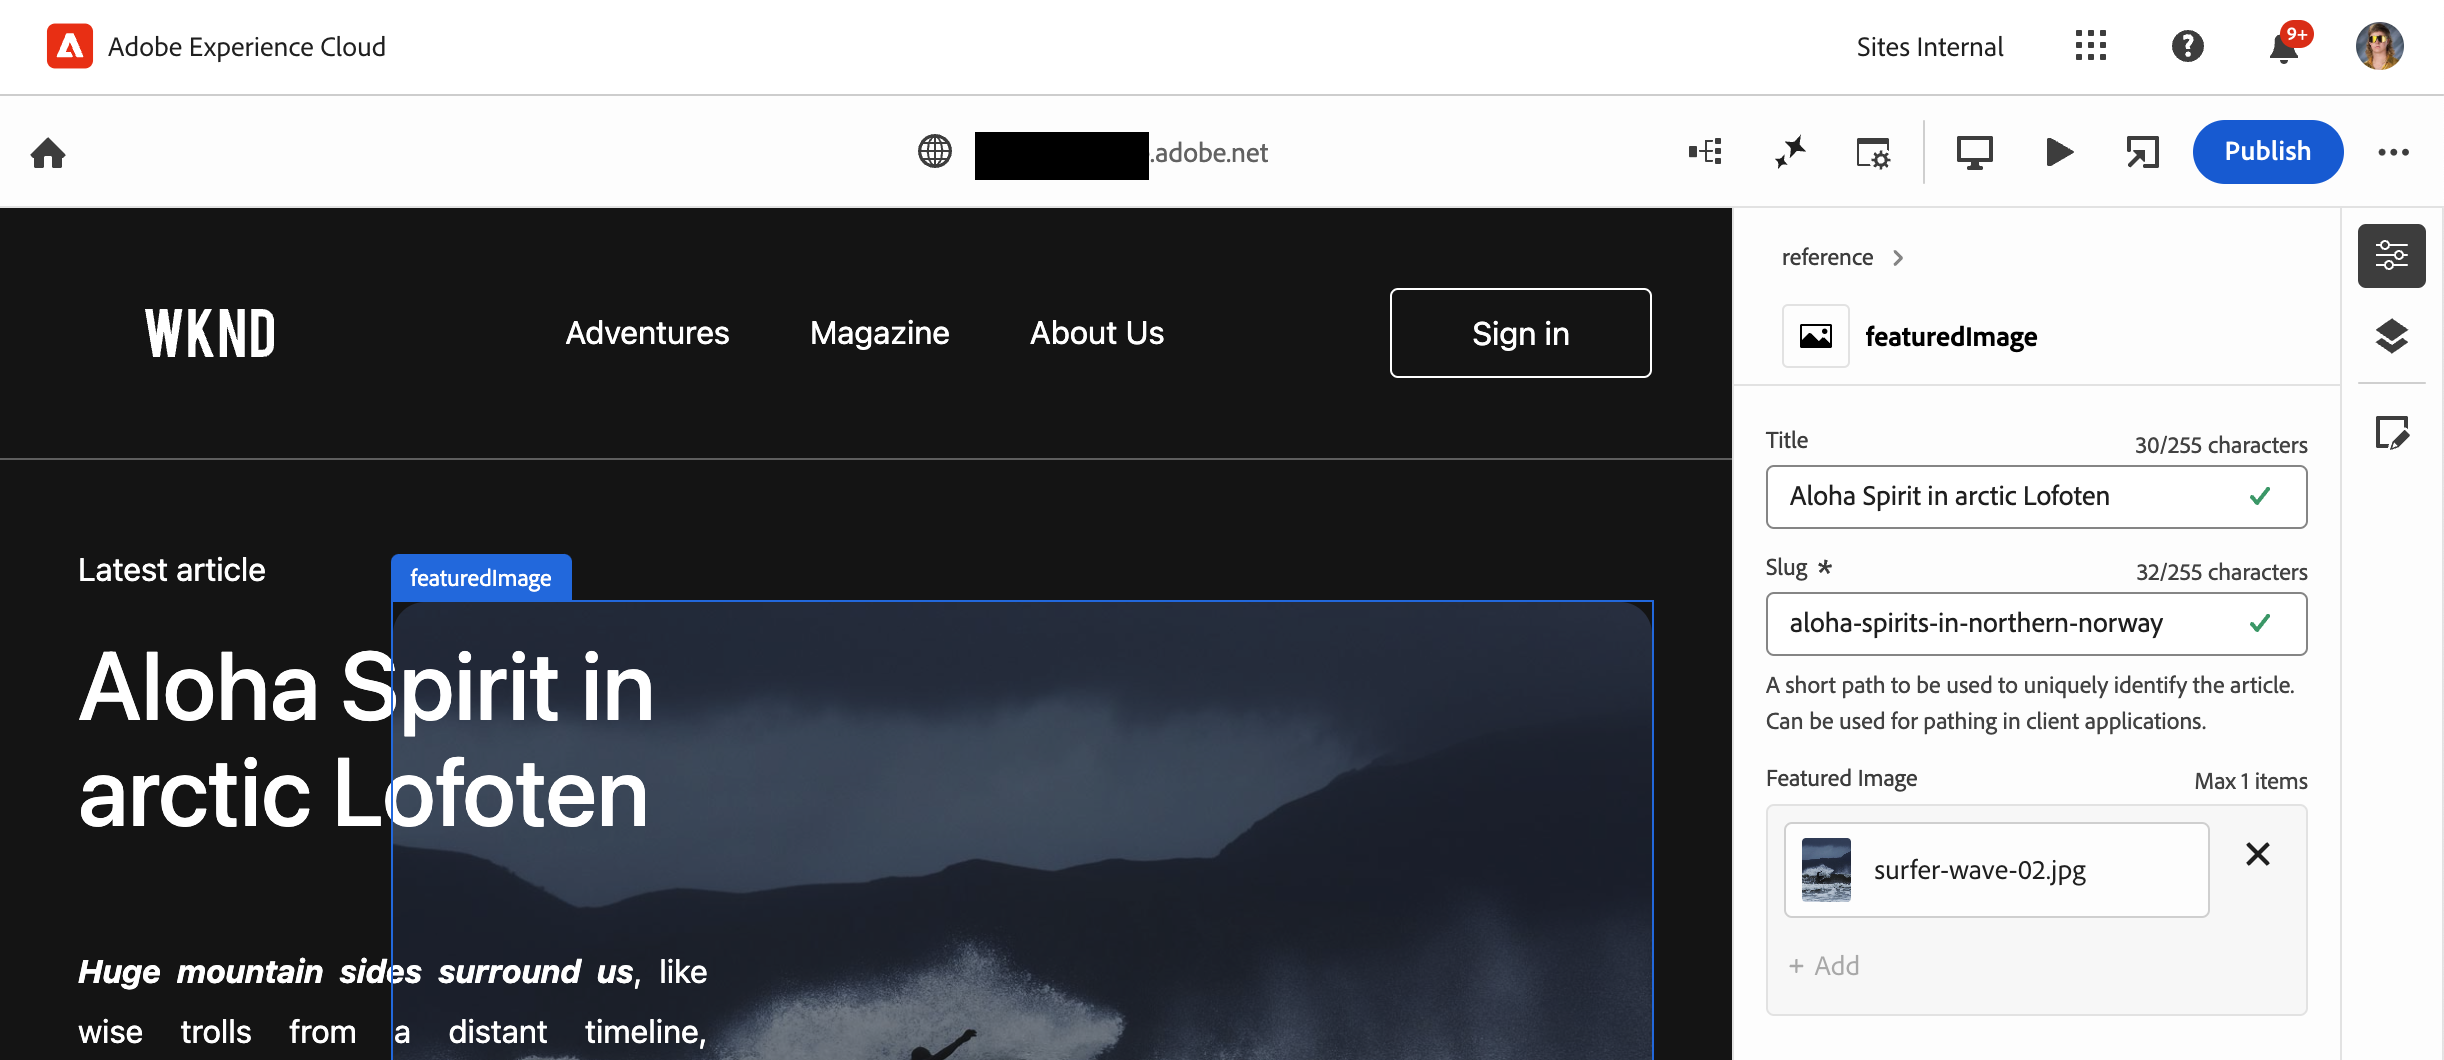 Adobe Experience Cloud
Sites Internal
9+
.adobe.net
Publish
WKND
Adventures
Magazine
About Us
Sign in
Latest article
featuredImage
Aloha Spirit in
arctic Lofoten
Huge mountain sides surround us, like
wise trolls from a distant timeline,
reference
featuredImage
Title
30/255 characters
Aloha Spirit in arctic Lofoten
Slug *
32/255 characters
aloha-spirits-in-northern-norway
A short path to be used to uniquely identify the article.
Can be used for pathing in client applications.
Featured Image
Max 1 items
surfer-wave-02.jpg
+ Add